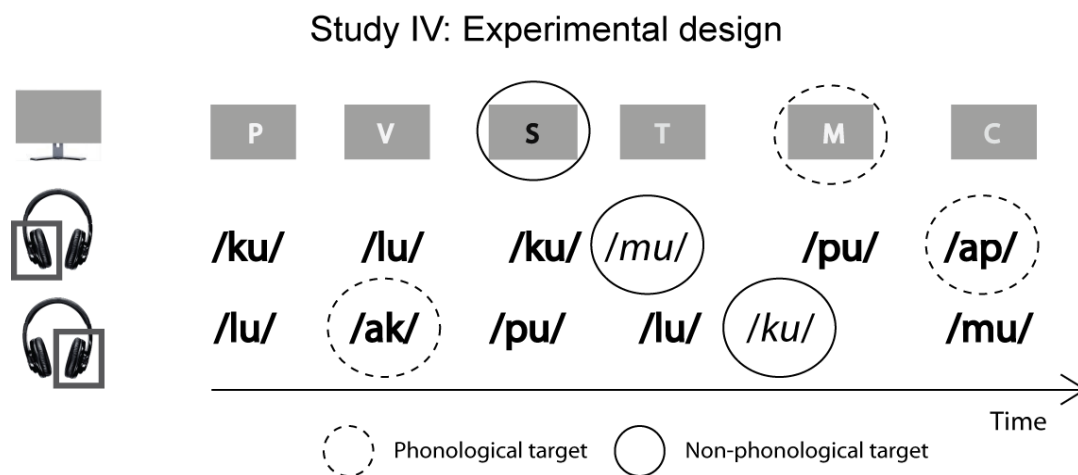 Study IV: Experimental design
P V S T M C
/ku/ /lu/ /ku/ /mu/ /pu/ /ap/
/lu/ /ak/ /pu/ /lu/ /ku/ /mu/
Time
Phonological target Non-phonological target